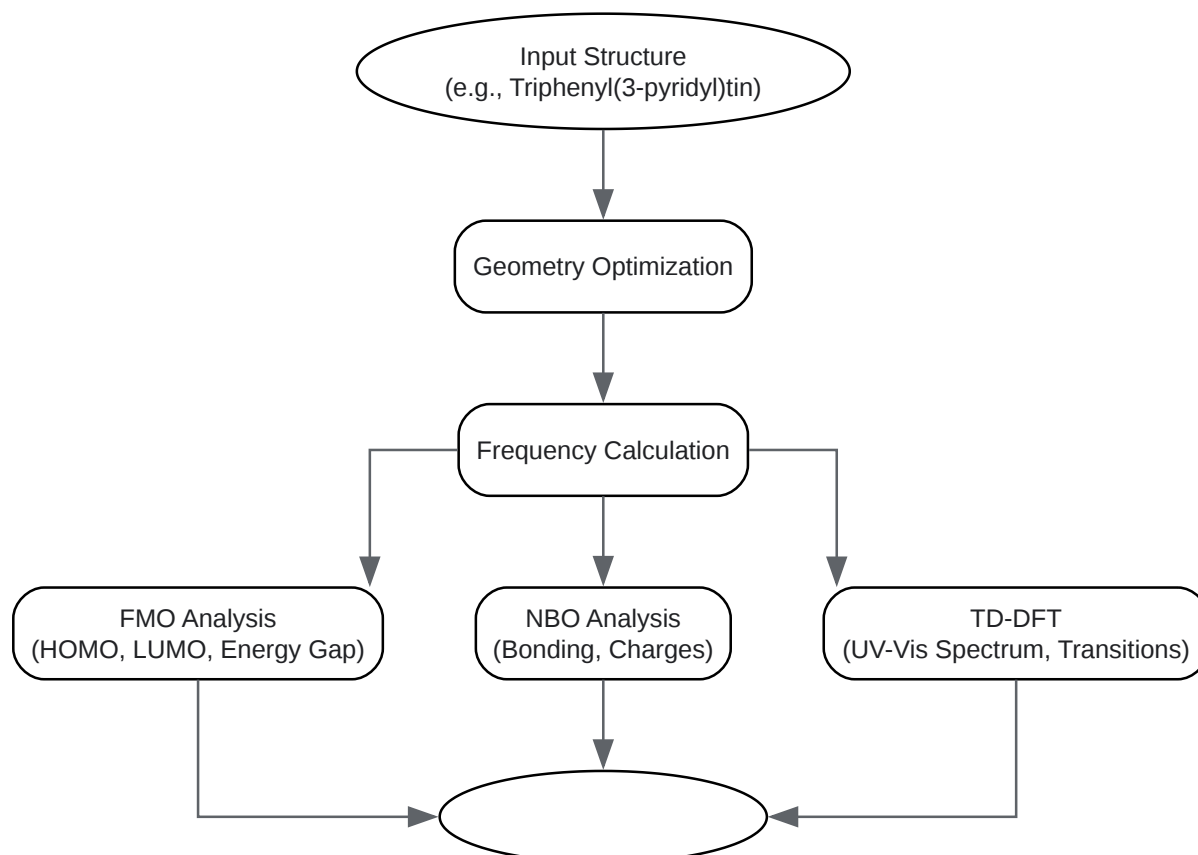 Input Structure
(e.g., Triphenyl(3-pyridyl)tin)
Geometry Optimization
Frequency Calculation
FMO Analysis
(HOMO, LUMO, Energy Gap)
NBO Analysis
(Bonding, Charges)
TD-DFT
(UV-Vis Spectrum, Transitions)